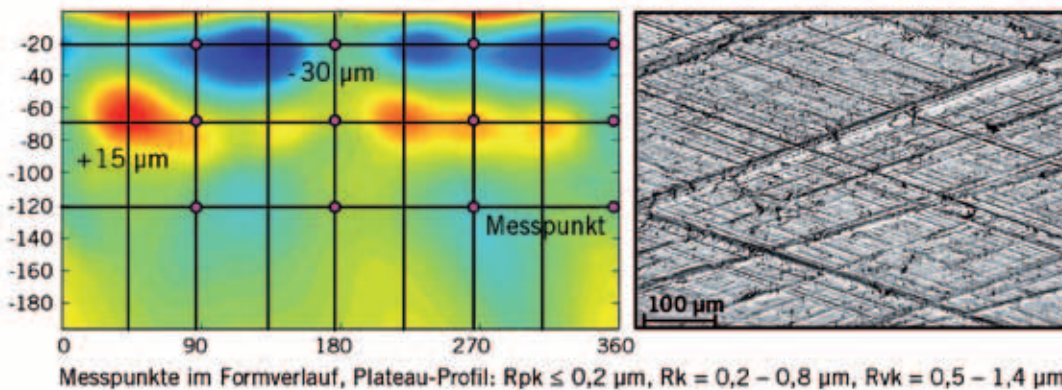 -20
-40
-60
-80
-100
-120
-140
-160
-180
- 30 µm
+15 µm
Messpunkt
0 90 180 270 360
100 µm
Messpunkte im Formverlauf, Plateau-Profil: Rpk ≤ 0,2 µm, Rk = 0,2 – 0,8 µm, Rvk = 0,5 – 1.4 µm